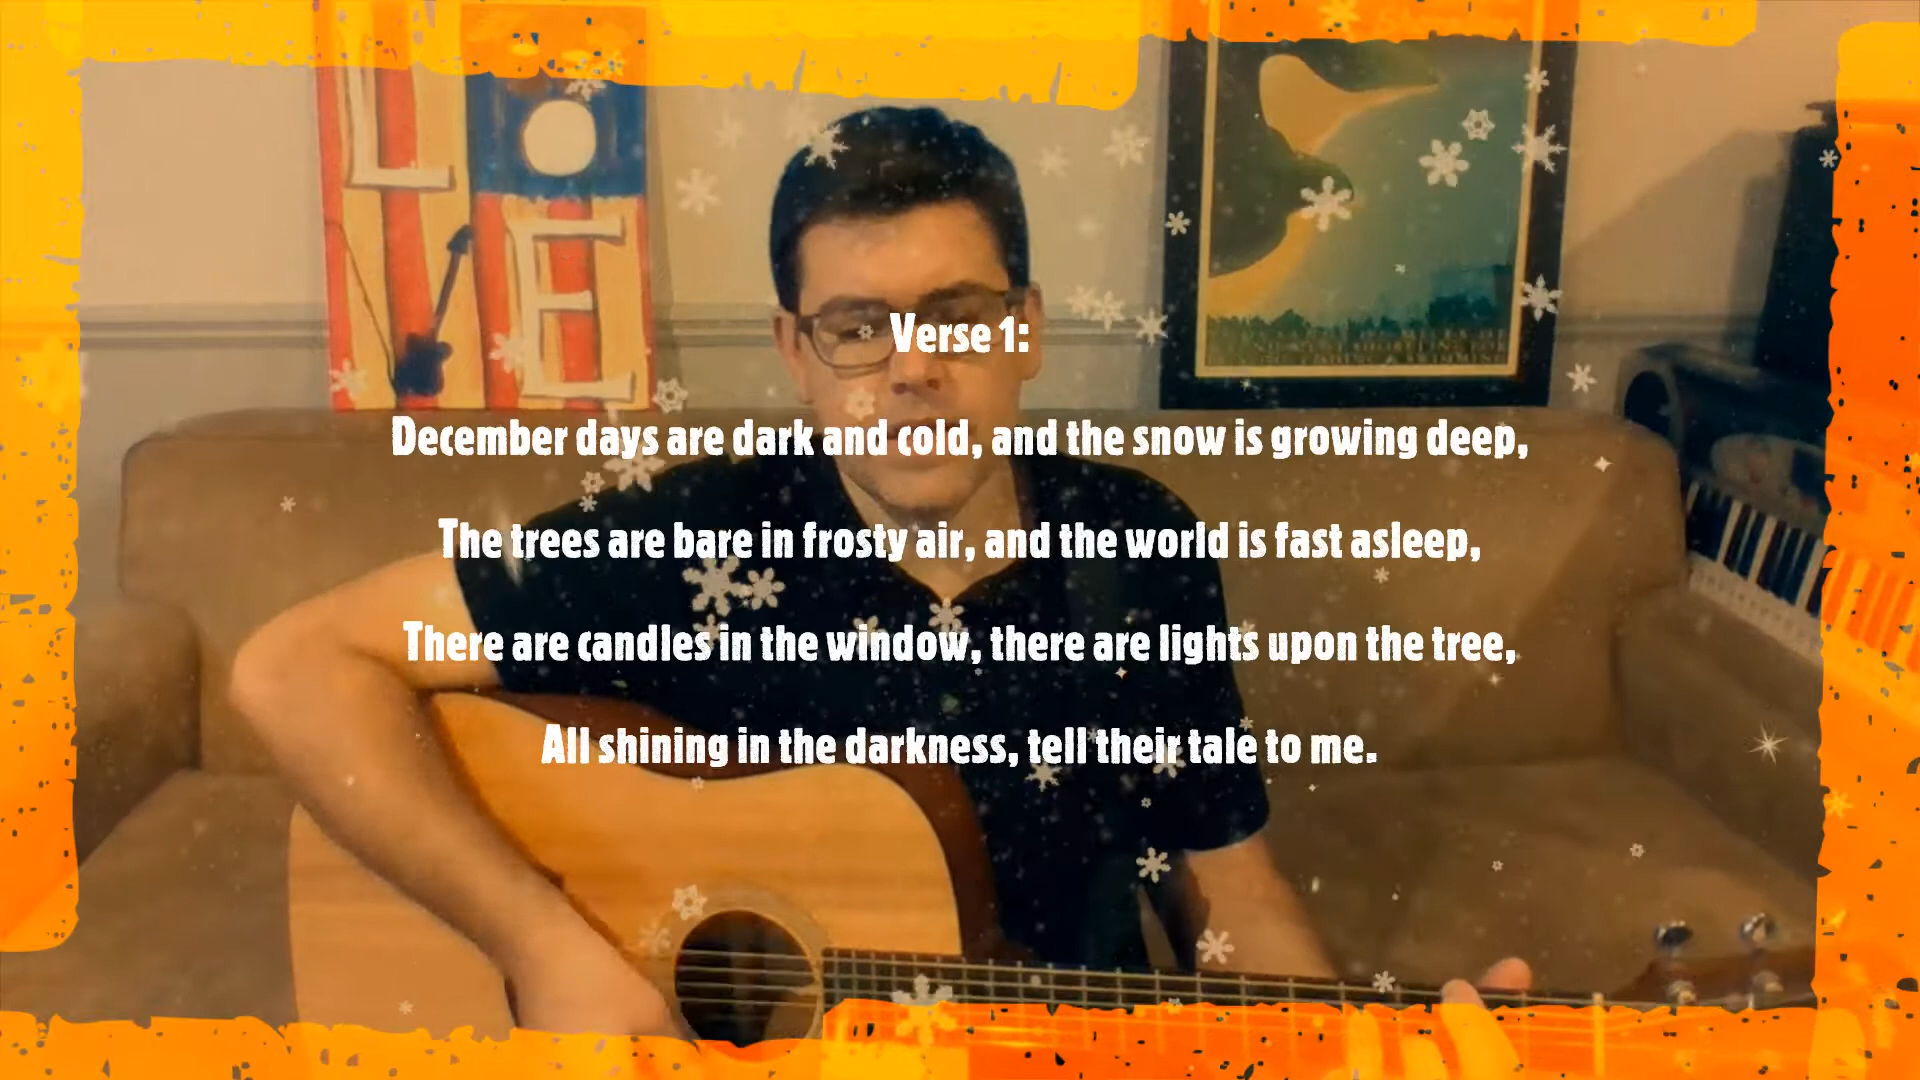 LOVE
Verse 1:
December days are dark and cold, and the snow is growing deep,
The trees are bare in frosty air, and the world is fast asleep,
There are candles in the window, there are lights upon the tree,
All shining in the darkness, tell their tale to me.